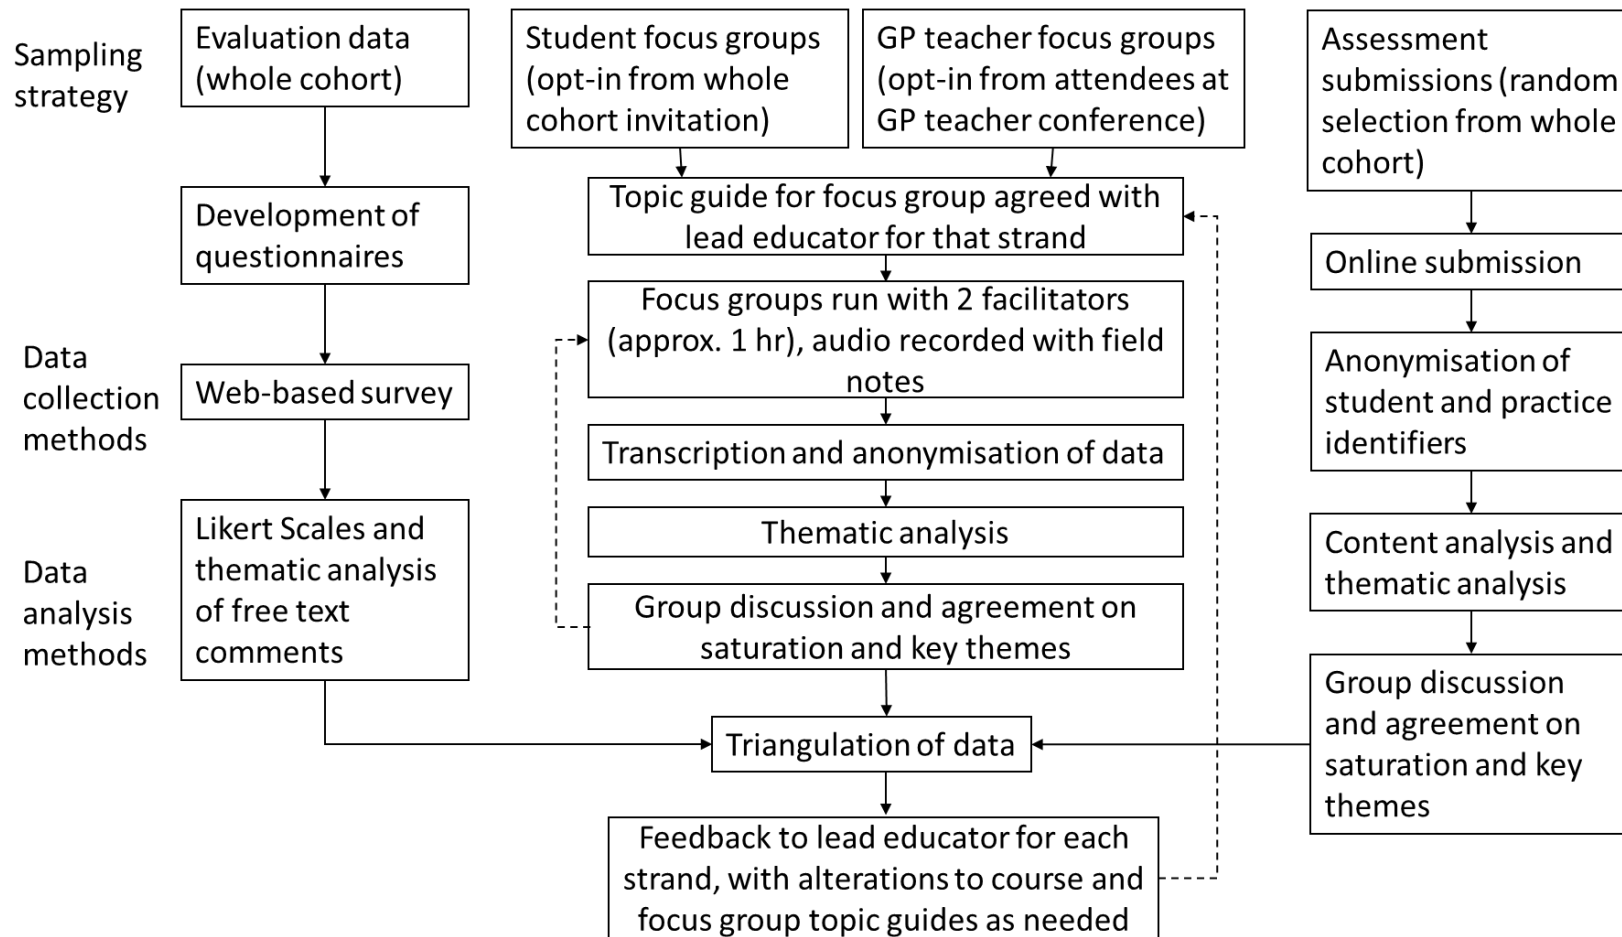 Sampling
strategy
Evaluation data
(whole cohort)
Student focus groups
(opt-in from whole
cohort invitation)
GP teacher focus groups
(opt-in from attendees at
GP teacher conference)
Assessment
submissions (random
selection from whole
cohort)
Development of
questionnaires
Topic guide for focus group agreed with
lead educator for that strand
Online submission
Data
collection
methods
Web-based survey
Focus groups run with 2 facilitators
(approx. 1 hr), audio recorded with field
notes
Anonymisation of
student and practice
identifiers
Transcription and anonymisation of data
Data
analysis
methods
Likert Scales and
thematic analysis
of free text
comments
Thematic analysis
Content analysis and
thematic analysis
Group discussion and agreement on
saturation and key themes
Group discussion
and agreement on
saturation and key
themes
Triangulation of data
Feedback to lead educator for each
strand, with alterations to course and
focus group topic guides as needed